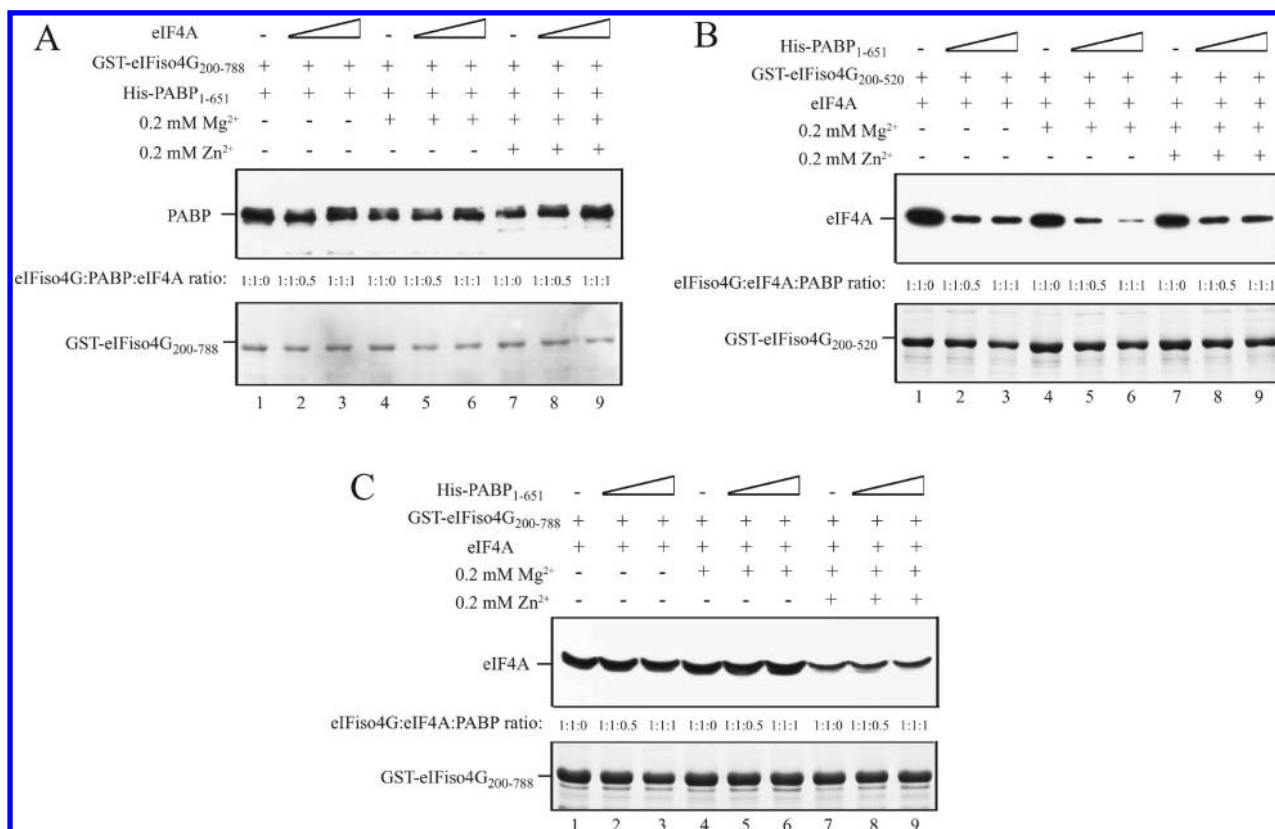 A
eIF4A - -
GST-eIFiso4G200-788 + + + + + + + + +
His-PABP1-651 + + + + + + + + +
0.2 mM Mg2+ - - - + + + + + +
0.2 mM Zn2+ - - - - - - + + +
PABP
eIFiso4G:PABP:eIF4A ratio: 1:1:0 1:1:0.5 1:1:1 1:1:0 1:1:0.5 1:1:1 1:1:0 1:1:0.5 1:1:1
GST-eIFiso4G200-788
1 2 3 4 5 6 7 8 9
B
His-PABP1-651 - - -
GST-eIFiso4G200-520 + + + + + + + + +
eIF4A + + + + + + + + +
0.2 mM Mg2+ - - - + + + + + +
0.2 mM Zn2+ - - - - - - + + +
eIF4A
eIFiso4G:eIF4A:PABP ratio: 1:1:0 1:1:0.5 1:1:1 1:1:0 1:1:0.5 1:1:1 1:1:0 1:1:0.5 1:1:1
GST-eIFiso4G200-520
1 2 3 4 5 6 7 8 9
C
His-PABP1-651 - - -
GST-eIFiso4G200-788 + + + + + + + + +
eIF4A + + + + + + + + +
0.2 mM Mg2+ - - - + + + + + +
0.2 mM Zn2+ - - - - - - + + +
eIF4A
eIFiso4G:eIF4A:PABP ratio: 1:1:0 1:1:0.5 1:1:1 1:1:0 1:1:0.5 1:1:1 1:1:0 1:1:0.5 1:1:1
GST-eIFiso4G200-788
1 2 3 4 5 6 7 8 9